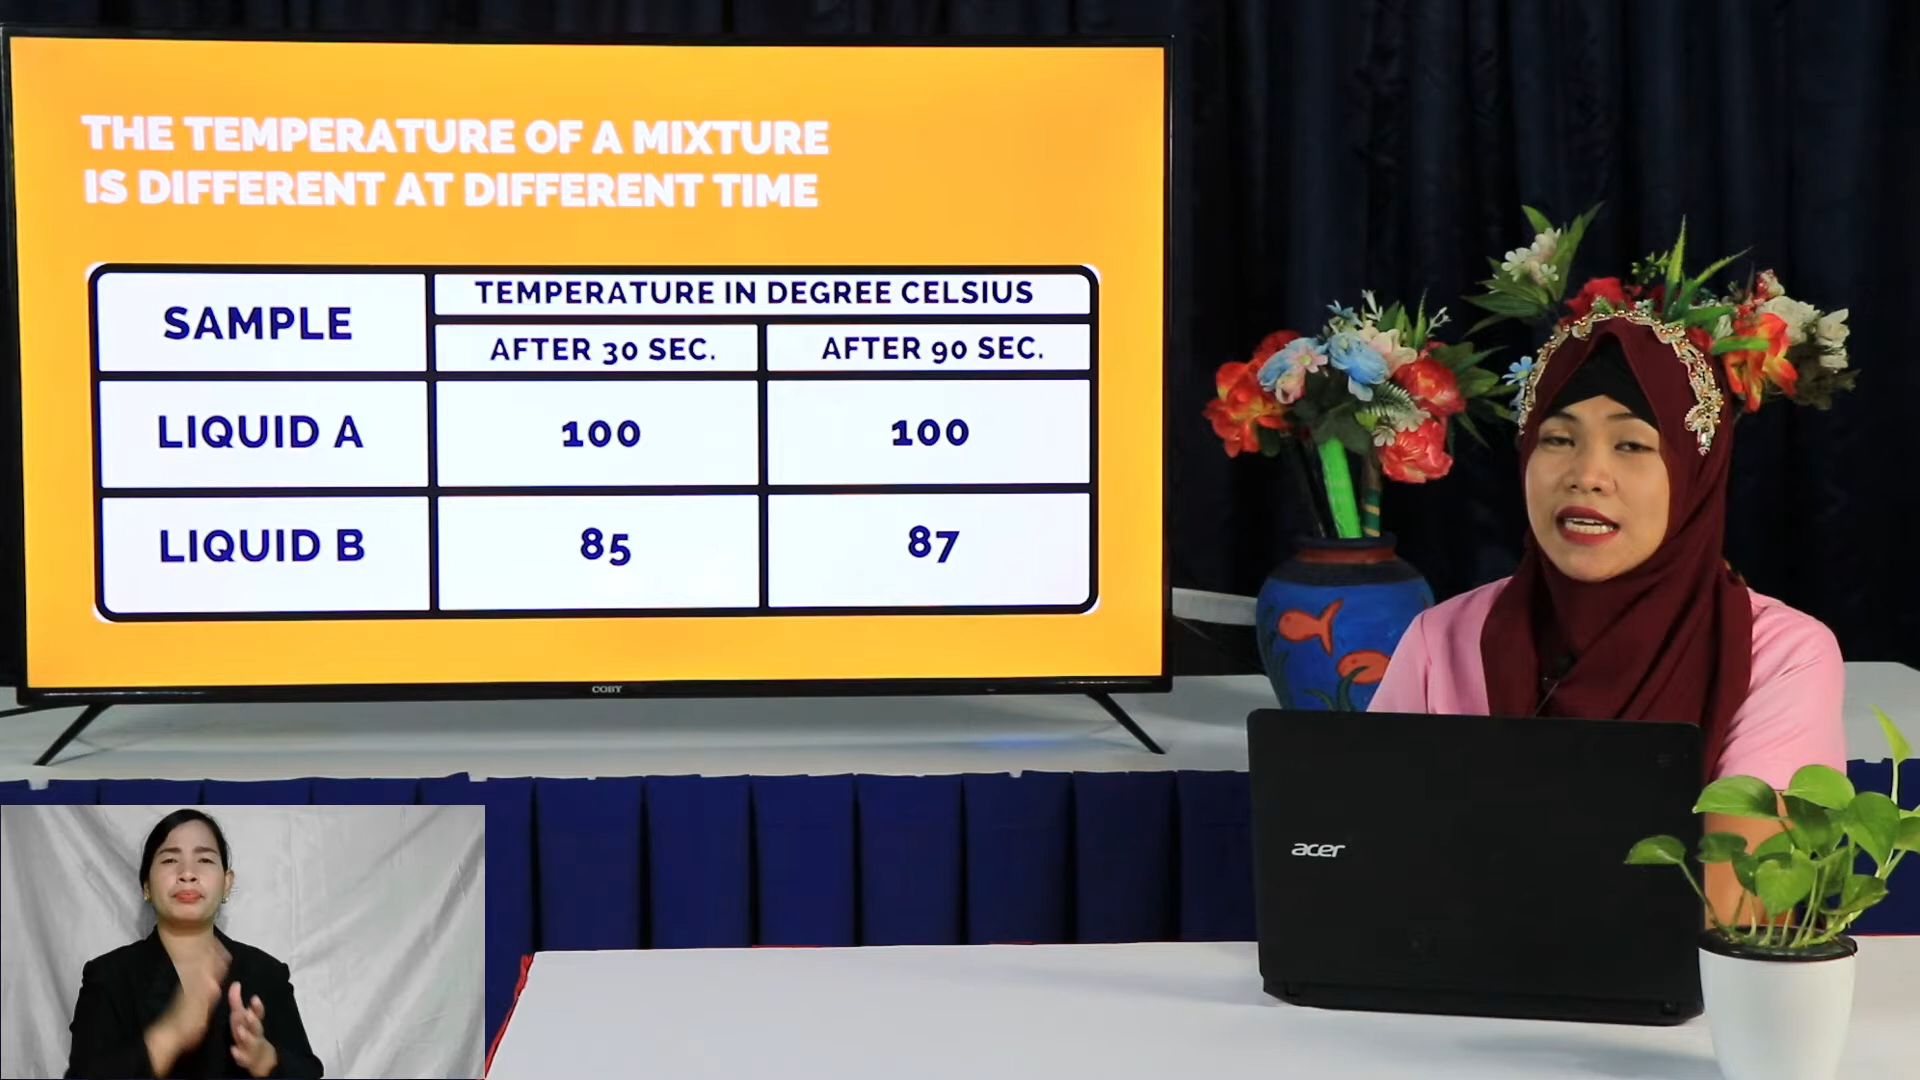 THE TEMPERATURE OF A MIXTURE
IS DIFFERENT AT DIFFERENT TIME
SAMPLE
TEMPERATURE IN DEGREE CELSIUS
AFTER 30 SEC.
AFTER 90 SEC.
LIQUID A
100
100
LIQUID B
85
87
COBY
acer